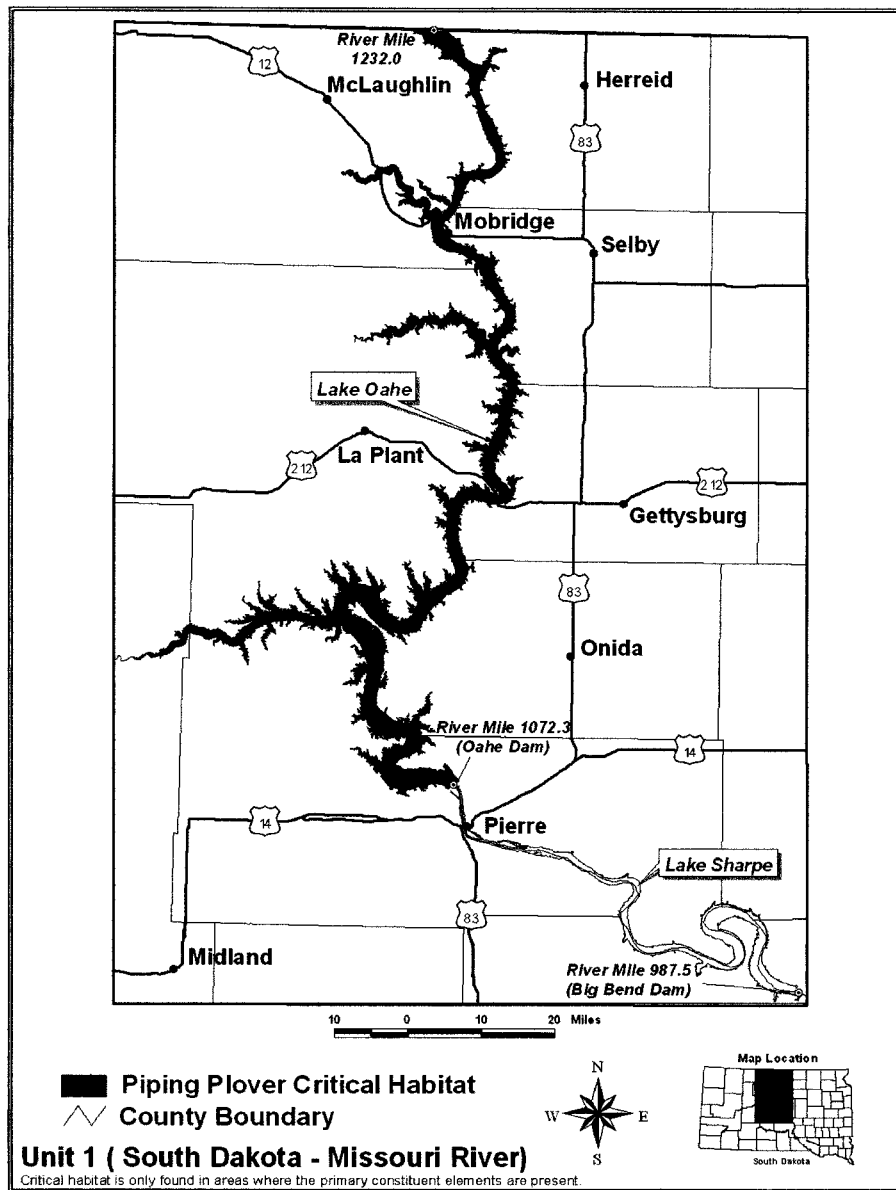 River Mile
1232.0
12
McLaughlin
Herreid
83
Mobridge
Selby
Lake Oahe
La Plant
212
212
Gettysburg
83
Onida
River Mile 1072.3
(Oahe Dam)
14
14
Pierre
Lake Sharpe
83
Midland
River Mile 987.5
(Big Bend Dam)
10 0 10 20 Miles
Piping Plover Critical Habitat
County Boundary
N
W E
S
Map Location
South Dakota
Unit 1 ( South Dakota - Missouri River)
Critical habitat is only found in areas where the primary constituent elements are present.